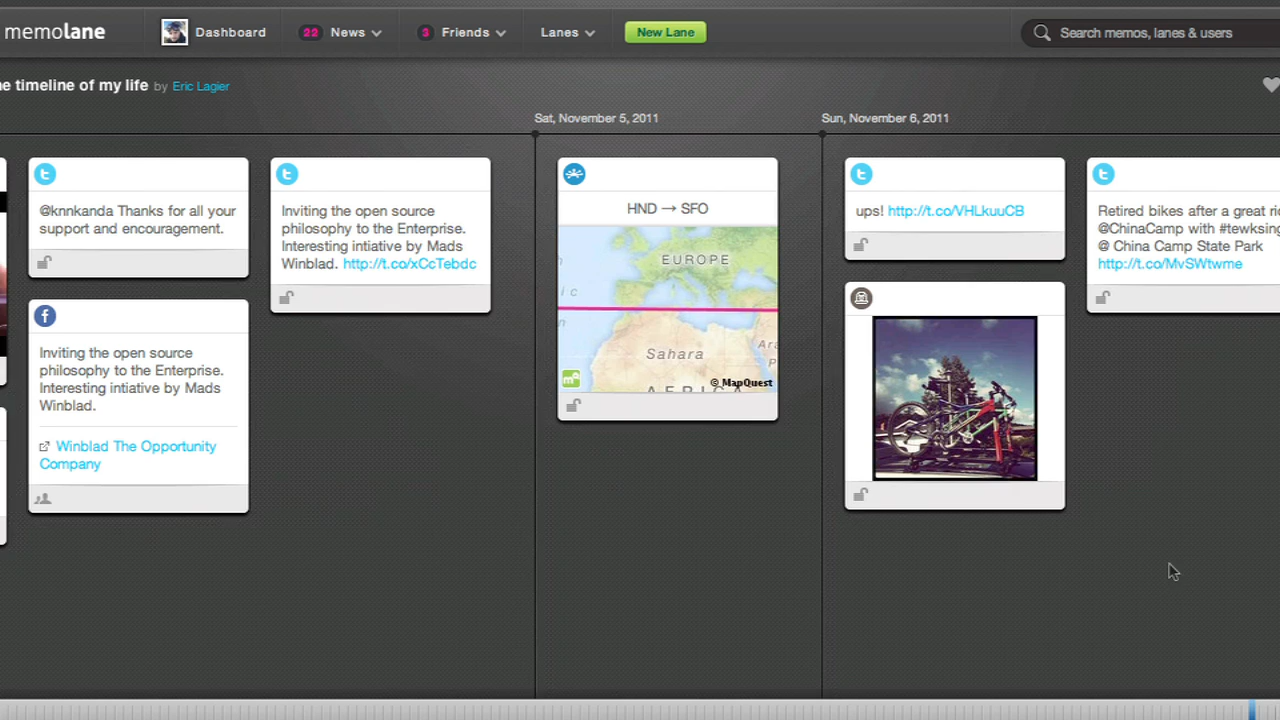 memolane
Dashboard
22 News
3 Friends
Lanes
New Lane
Search memos, lanes & users
e timeline of my life by Eric Lagier
Sat, November 5, 2011
Sun, November 6, 2011
@knnkanda Thanks for all your
support and encouragement.
Inviting the open source
philosophy to the Enterprise.
Interesting intiative by Mads
Winblad.
Winblad The Opportunity
Company
Inviting the open source
philosophy to the Enterprise.
Interesting intiative by Mads
Winblad. http://t.co/xCcTebdc
HND → SFO
EUROPE
ic
n
Sahara
Ara
P
AFRICA
© MapQuest
ups! http://t.co/VHLkuuCB
Retired bikes after a great ri
@ChinaCamp with #tewksin
@ China Camp State Park
http://t.co/MvSWtwme